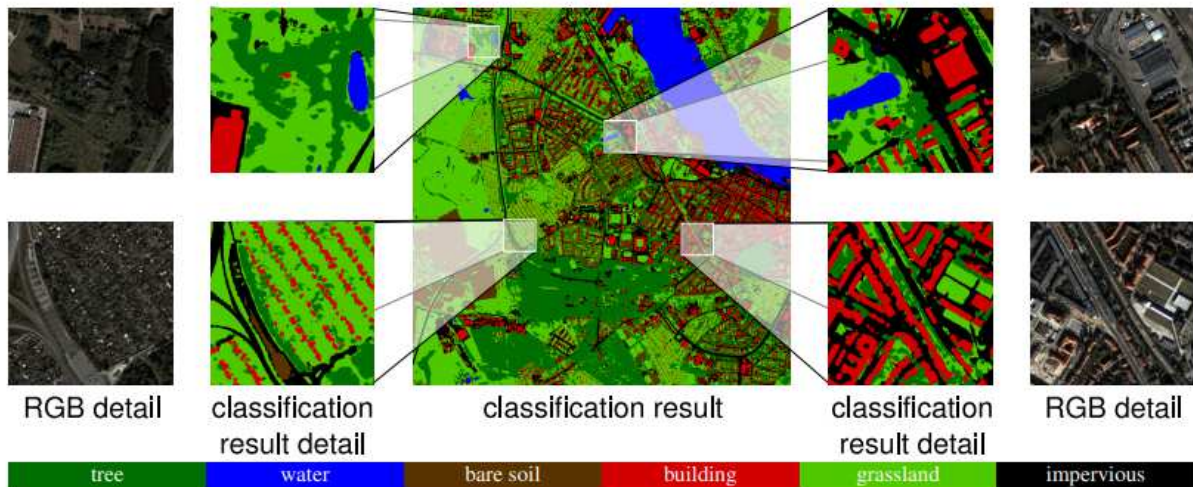 RGB detail
classification
result detail
classification result
classification
result detail
RGB detail
tree
water
bare soil
building
grassland
impervious